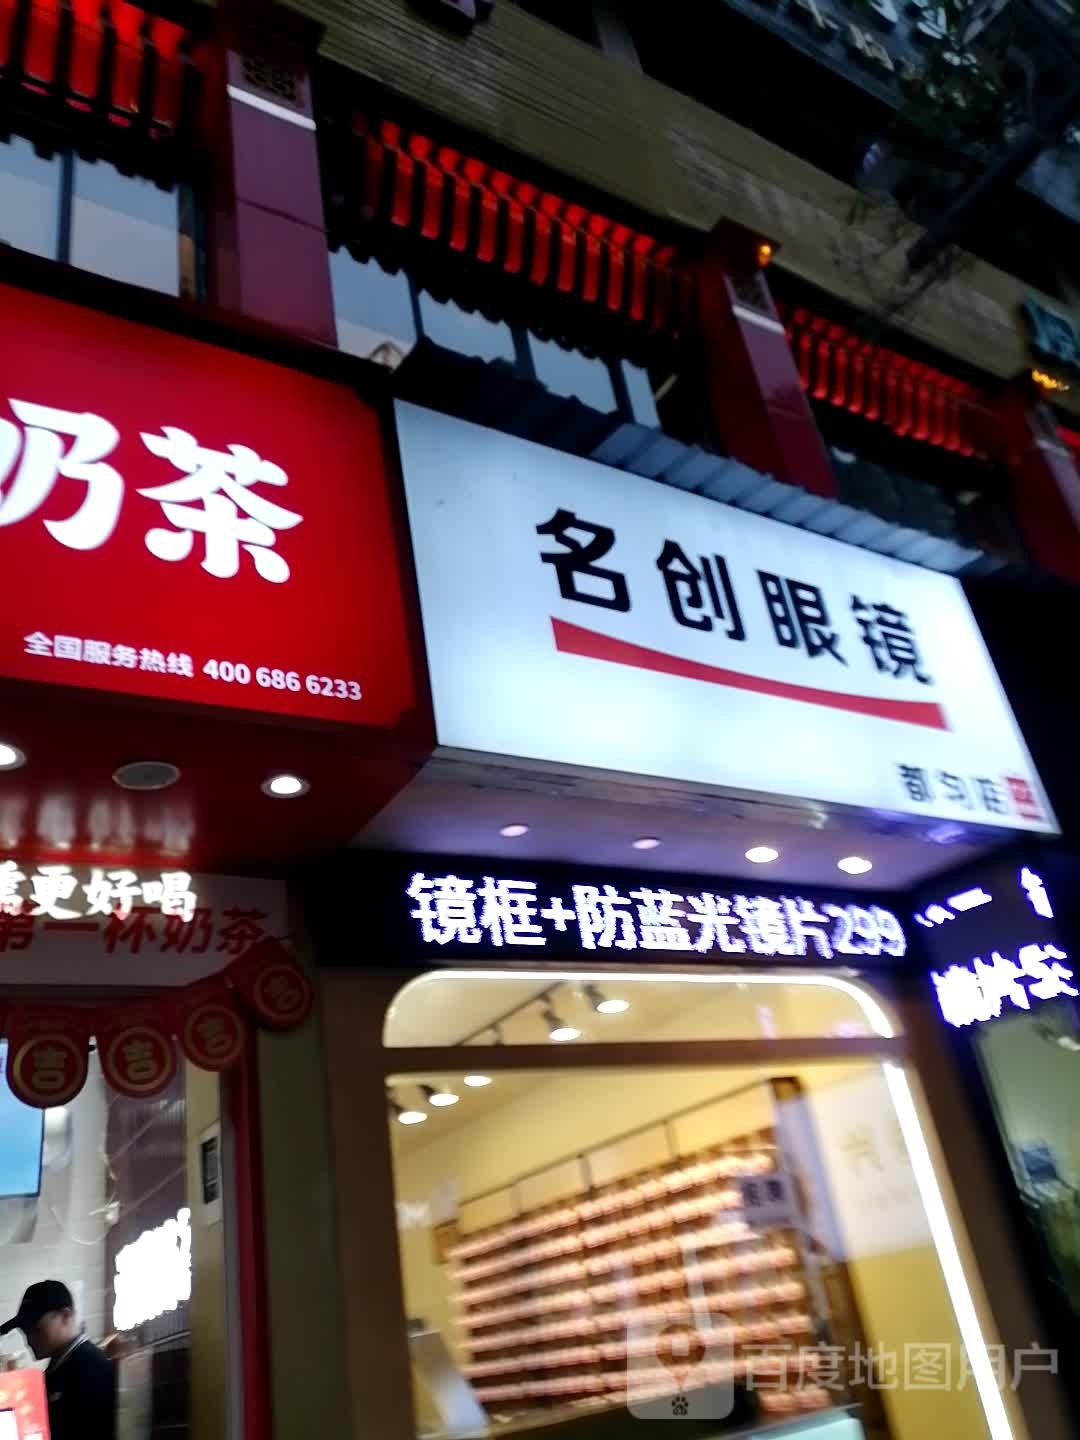 奶茶
全国服务热线 400 686 6233
名创眼镜
都匀店
更好喝
第一杯奶茶
镜框+防蓝光镜片299
吉
吉
吉
吉
百度地图用户